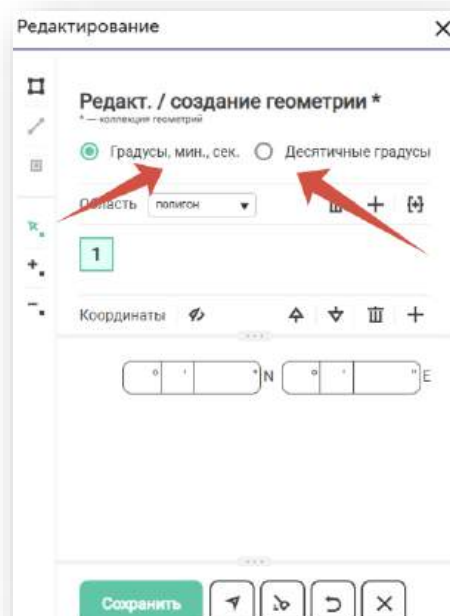 Редактирование
Редакт. / создание геометрии *
* — коллекция геометрий
Градусы, мин., сек. Десятичные градусы
Область полигон
1
Координаты
° ' " N ° ' " E
Сохранить